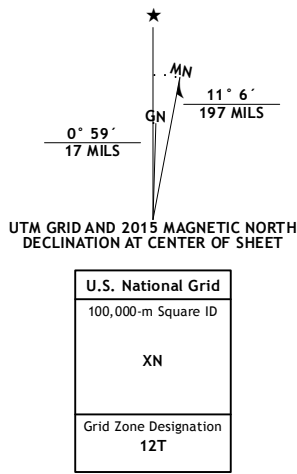 MN
GN
11° 6´
197 MILS
0° 59´
17 MILS
UTM GRID AND 2015 MAGNETIC NORTH
DECLINATION AT CENTER OF SHEET
U.S. National Grid
100,000-m Square ID
XN
Grid Zone Designation
12T